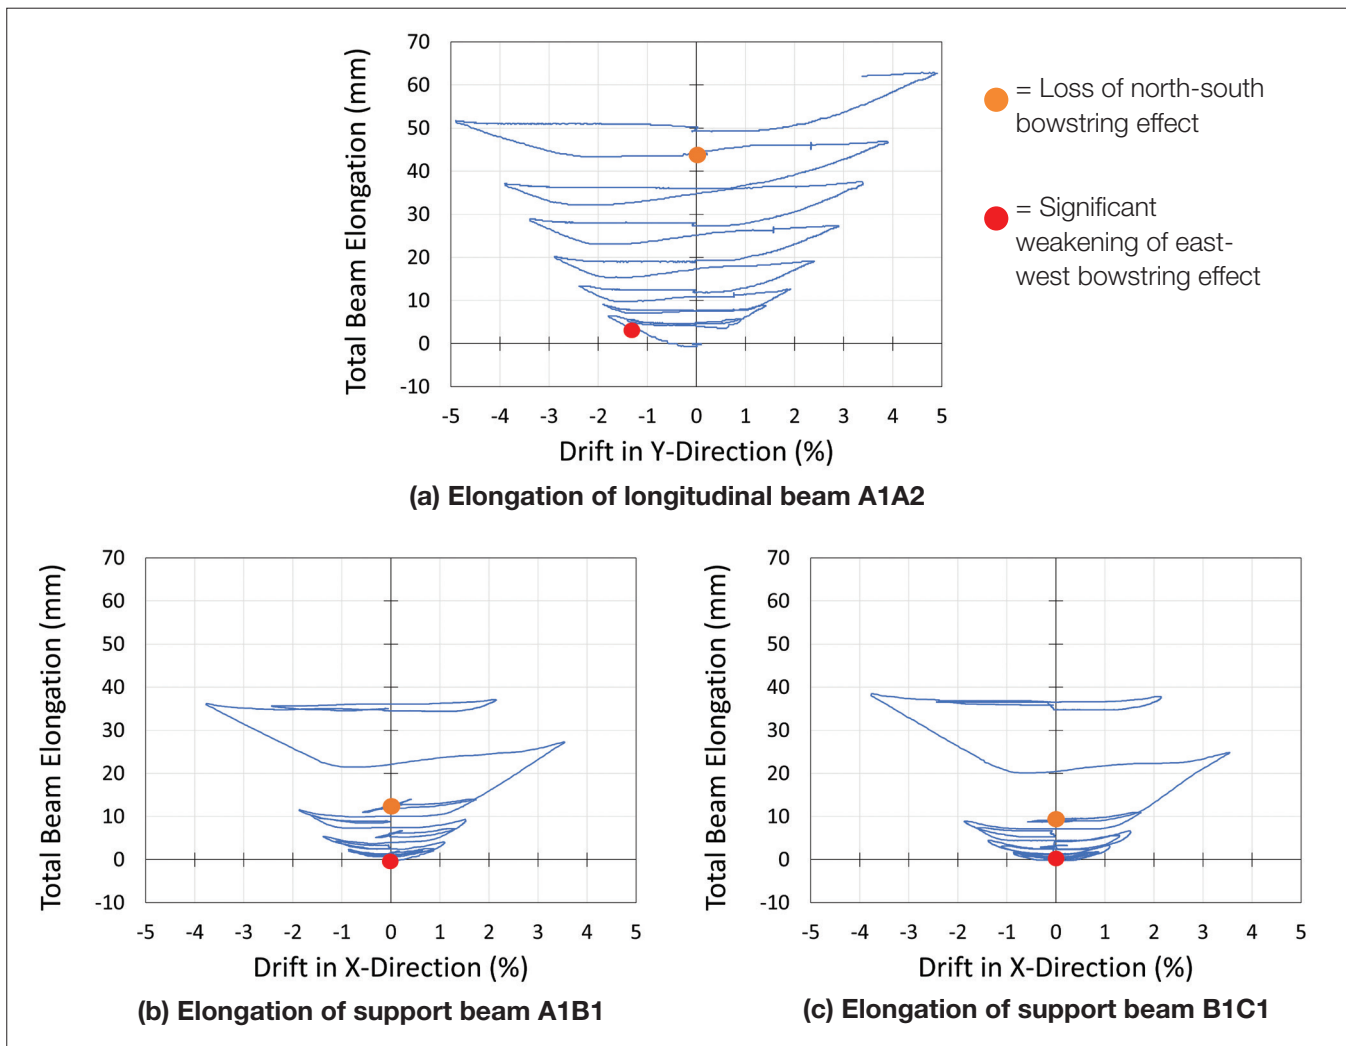 70
60
50
40
30
20
10
0
-10
Total Beam Elongation (mm)
-5 -4 -3 -2 -1 0 1 2 3 4 5
Drift in Y-Direction (%)
(a) Elongation of longitudinal beam A1A2
= Loss of north-south
bowstring effect
= Significant
weakening of east-
west bowstring effect
70
60
50
40
30
20
10
0
-10
Total Beam Elongation (mm)
-5 -4 -3 -2 -1 0 1 2 3 4 5
Drift in X-Direction (%)
(b) Elongation of support beam A1B1
70
60
50
40
30
20
10
0
-10
Total Beam Elongation (mm)
-5 -4 -3 -2 -1 0 1 2 3 4 5
Drift in X-Direction (%)
(c) Elongation of support beam B1C1